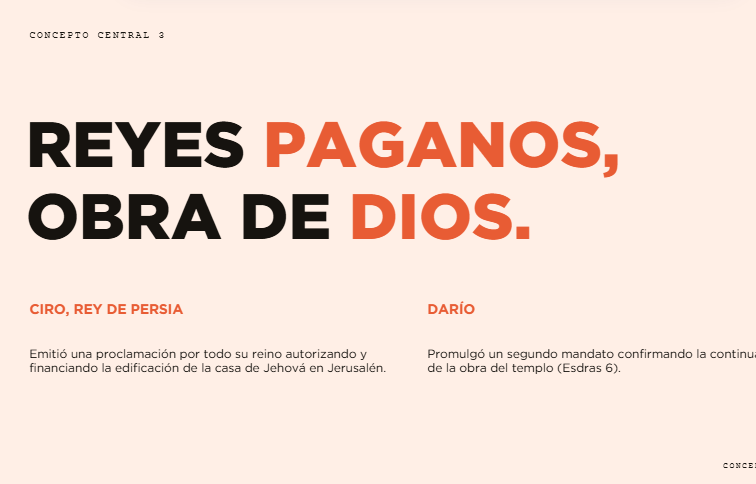 CONCEPTO CENTRAL 3
REYES PAGANOS,
OBRA DE DIOS.
CIRO, REY DE PERSIA
Emitió una proclamación por todo su reino autorizando y
financiando la edificación de la casa de Jehová en Jerusalén.
DARÍO
Promulgó un segundo mandato confirmando la
de la obra del templo (Esdras 6).